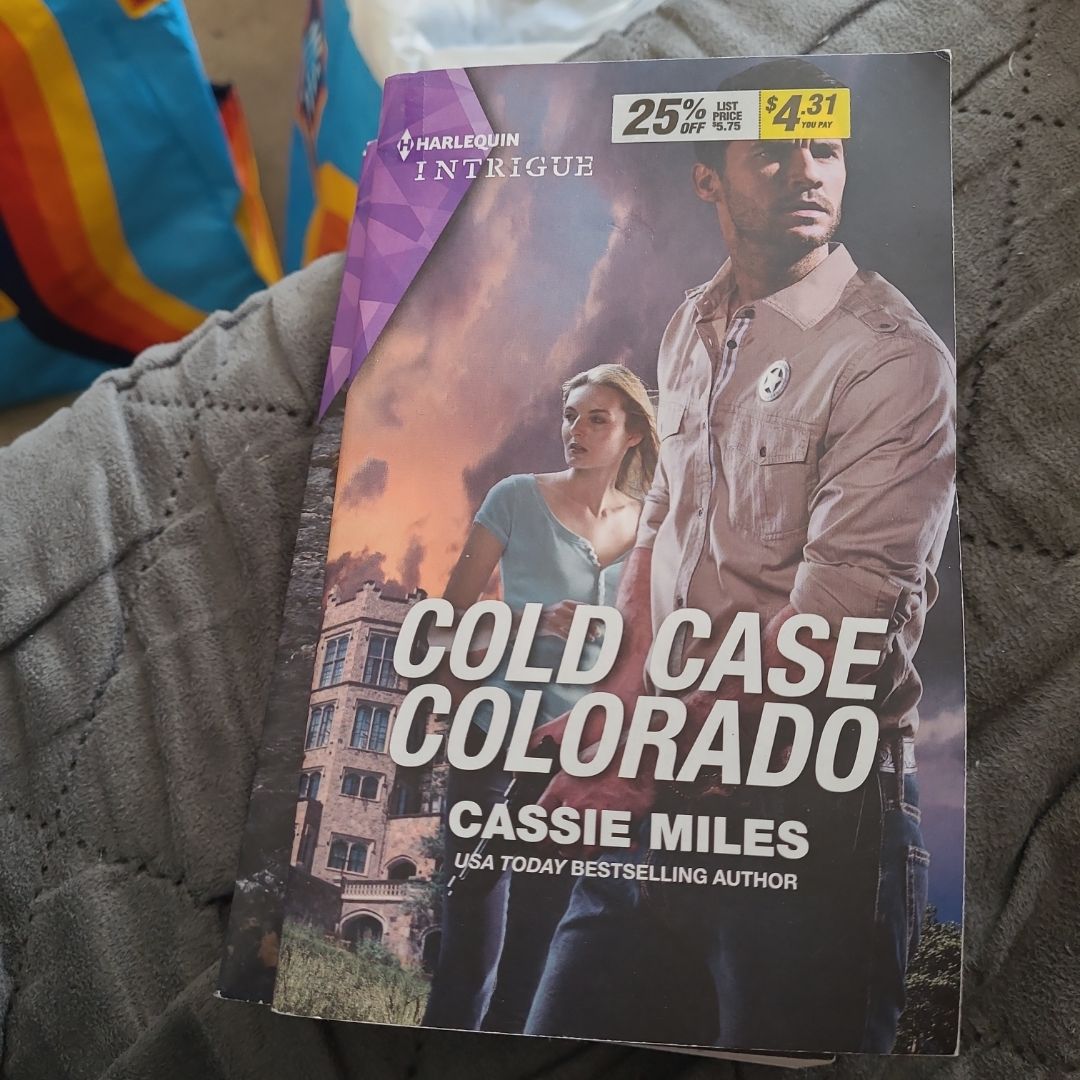 25% OFF LIST PRICE $5.75 $4.31 YOU PAY
HARLEQUIN
INTRIGUE
COLD CASE
COLORADO
CASSIE MILES
USA TODAY BESTSELLING AUTHOR